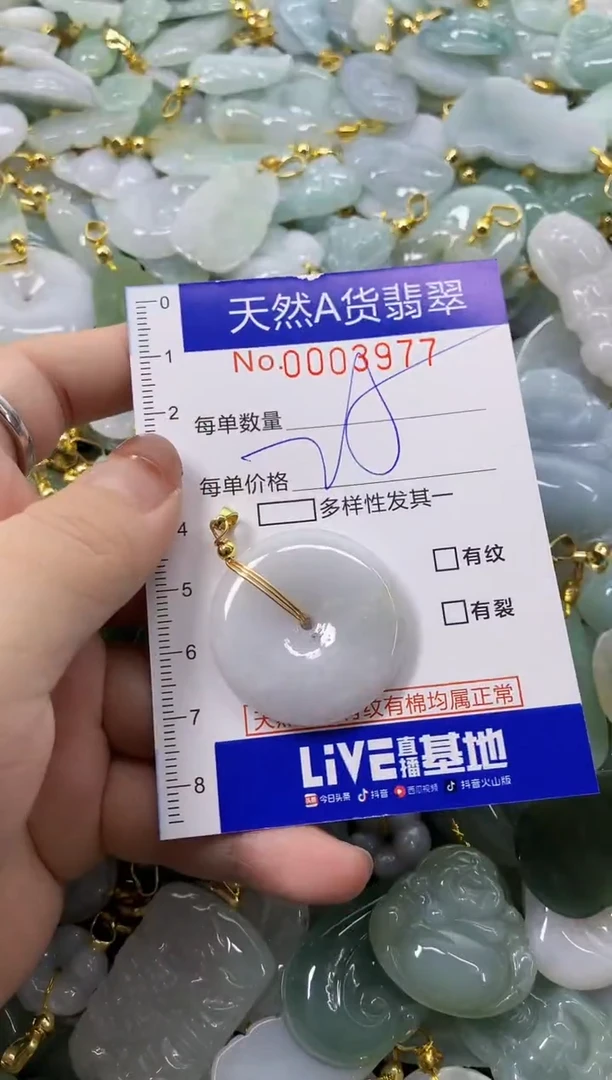 天然A货翡翠
No.0003977
每单数量
每单价格
多样性发其一
有纹
有裂
纹有棉均属正常
LiVE直播基地
今日头条 抖音 西瓜视频 抖音火山版
0
1
2
4
5
6
7
8